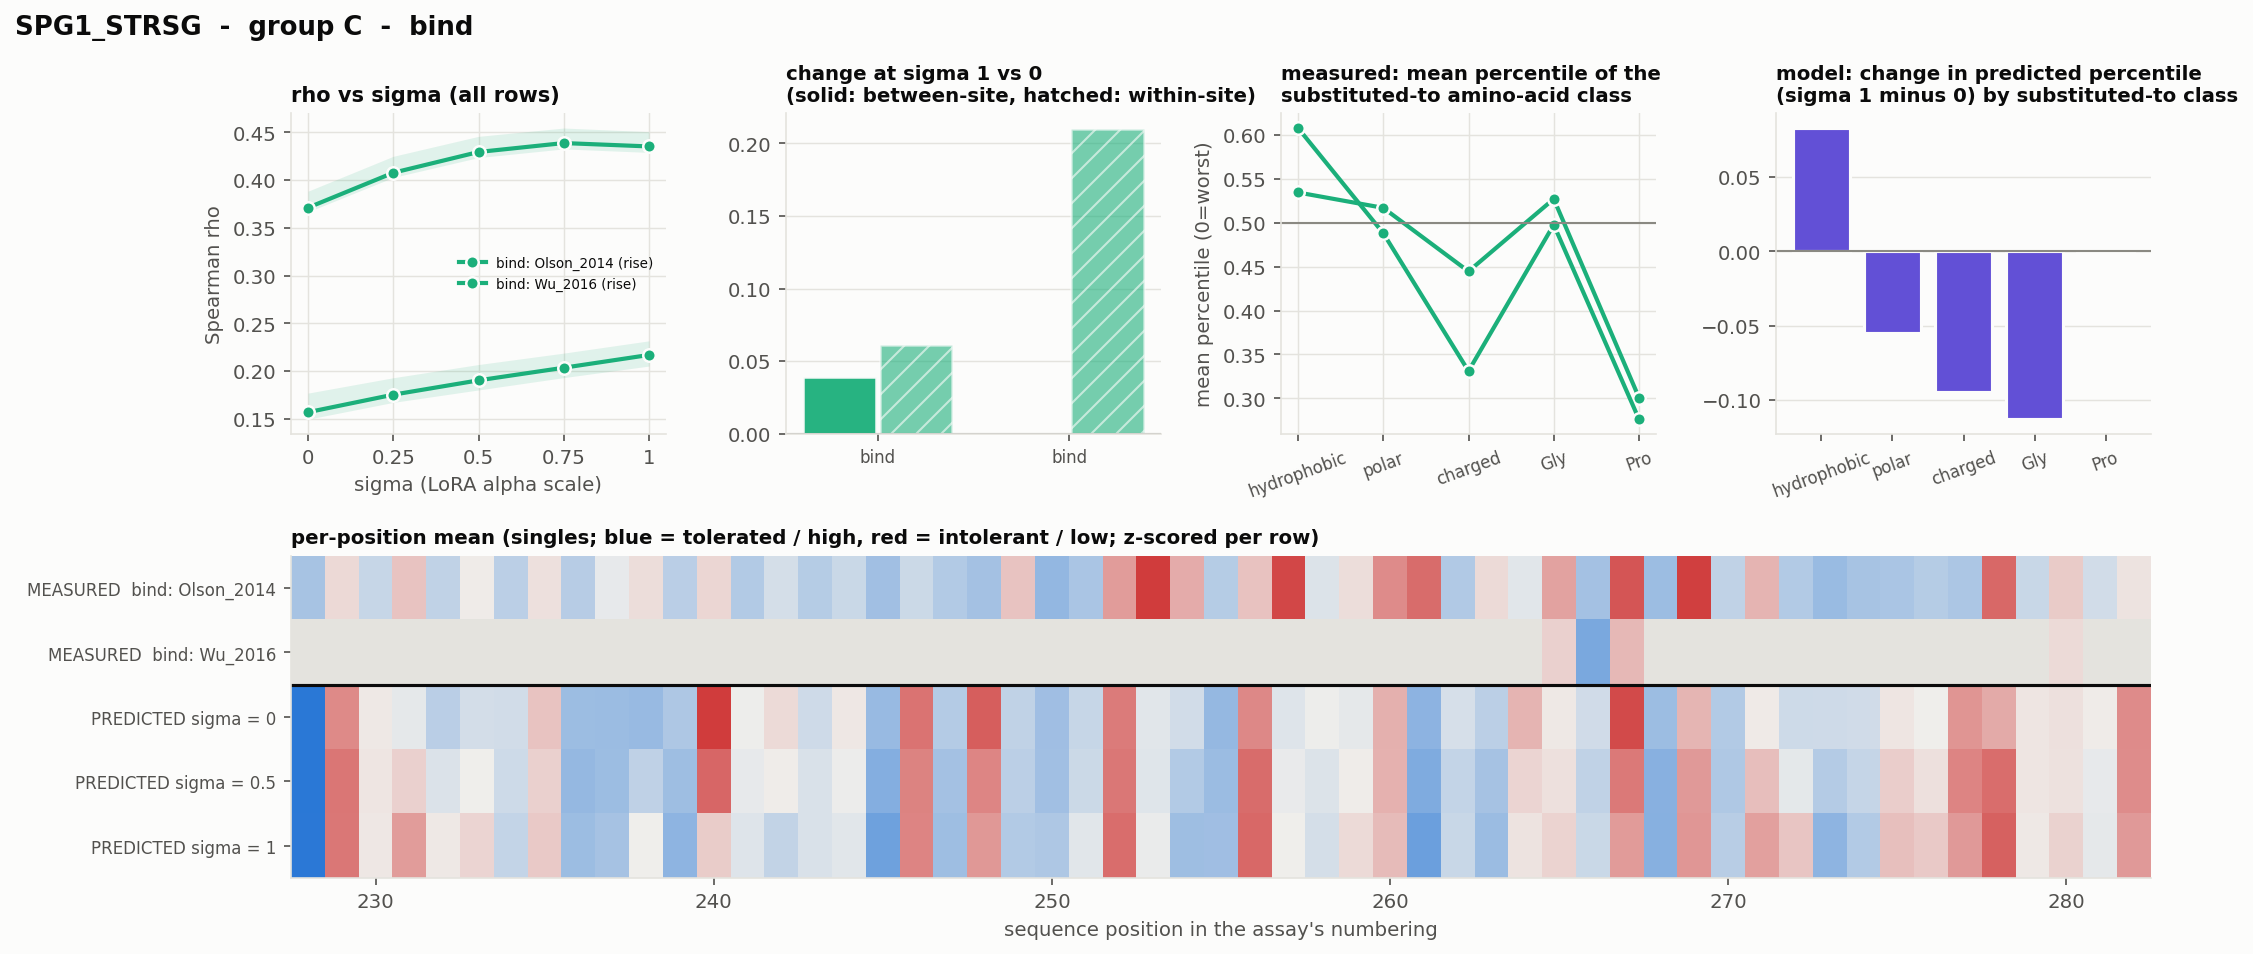 SPG1_STRSG - group C - bind
rho vs sigma (all rows)
Spearman rho
0.45
0.40
0.35
0.30
0.25
0.20
0.15
bind: Olson_2014 (rise)
bind: Wu_2016 (rise)
0
0.25
0.5
0.75
1
sigma (LoRA alpha scale)
change at sigma 1 vs 0
(solid: between-site, hatched: within-site)
0.20
0.15
0.10
0.05
0.00
bind
bind
measured: mean percentile of the
substituted-to amino-acid class
mean percentile (0=worst)
0.60
0.55
0.50
0.45
0.40
0.35
0.30
hydrophobic
polar
charged
Gly
Pro
model: change in predicted percentile
(sigma 1 minus 0) by substituted-to class
0.05
0.00
−0.05
−0.10
hydrophobic
polar
charged
Gly
Pro
per-position mean (singles; blue = tolerated / high, red = intolerant / low; z-scored per row)
MEASURED bind: Olson_2014
MEASURED bind: Wu_2016
PREDICTED sigma = 0
PREDICTED sigma = 0.5
PREDICTED sigma = 1
230
240
250
260
270
280
sequence position in the assay's numbering